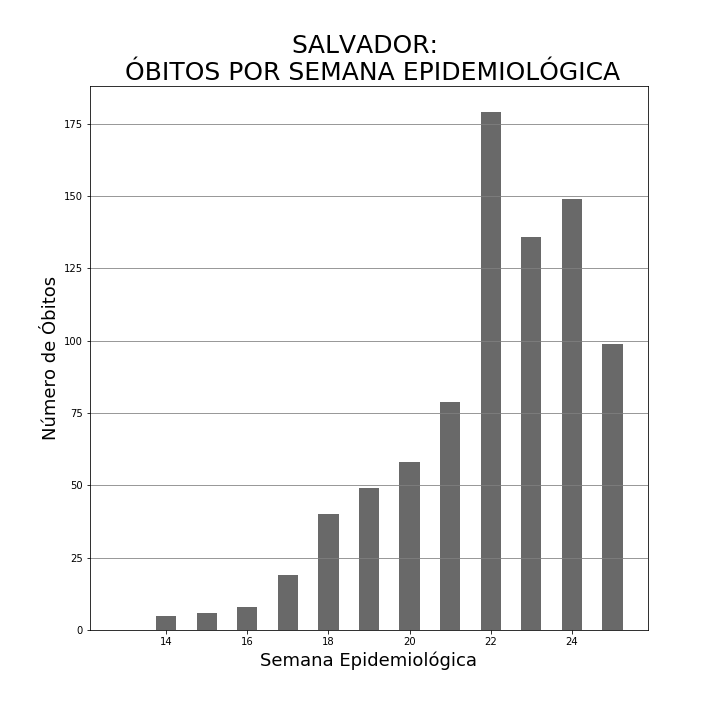 SALVADOR:
ÓBITOS POR SEMANA EPIDEMIOLÓGICA
175
150
125
100
75
50
25
0
Número de Óbitos
14 16 18 20 22 24
Semana Epidemiológica